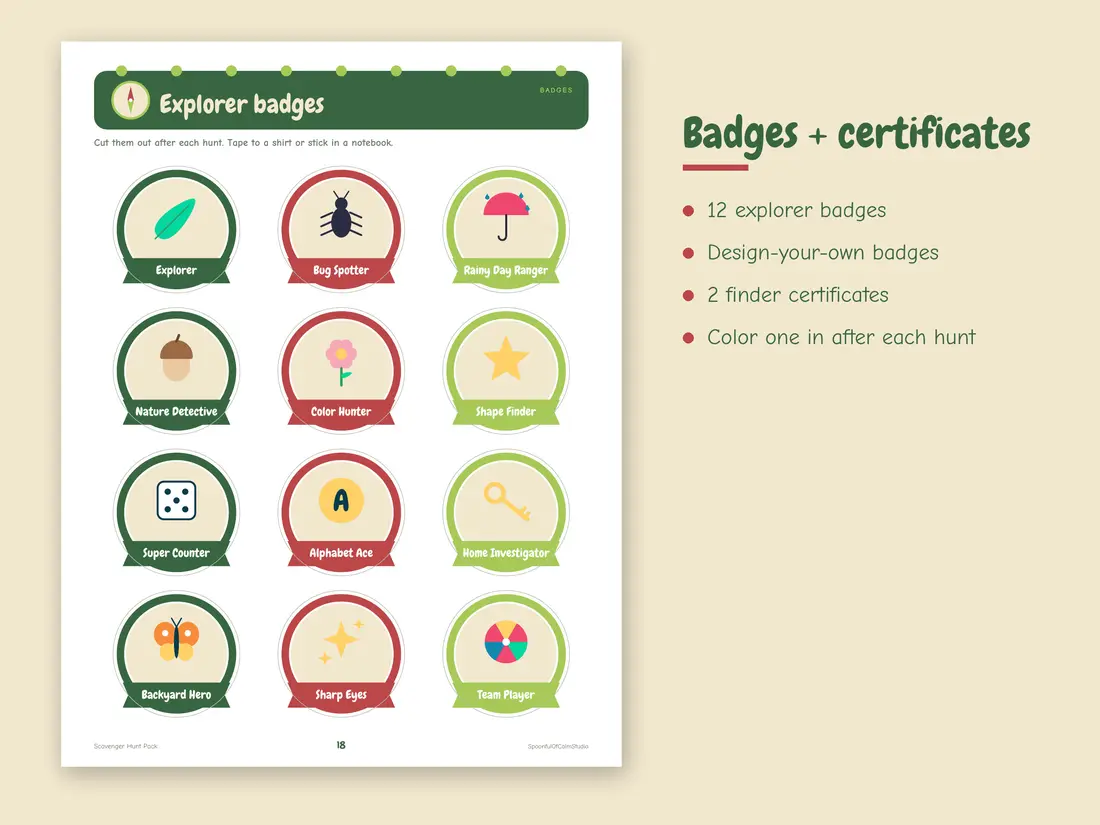 BADGES
Explorer badges
Cut them out after each hunt. Tape to a shirt or stick in a notebook.
Explorer
Bug Spotter
Rainy Day Ranger
Nature Detective
Color Hunter
Shape Finder
Super Counter
A
Alphabet Ace
Home Investigator
Backyard Hero
Sharp Eyes
Team Player
Scavenger Hunt Pack
18
SpoonfulOfCalmStudio
Badges + certificates
12 explorer badges
Design-your-own badges
2 finder certificates
Color one in after each hunt